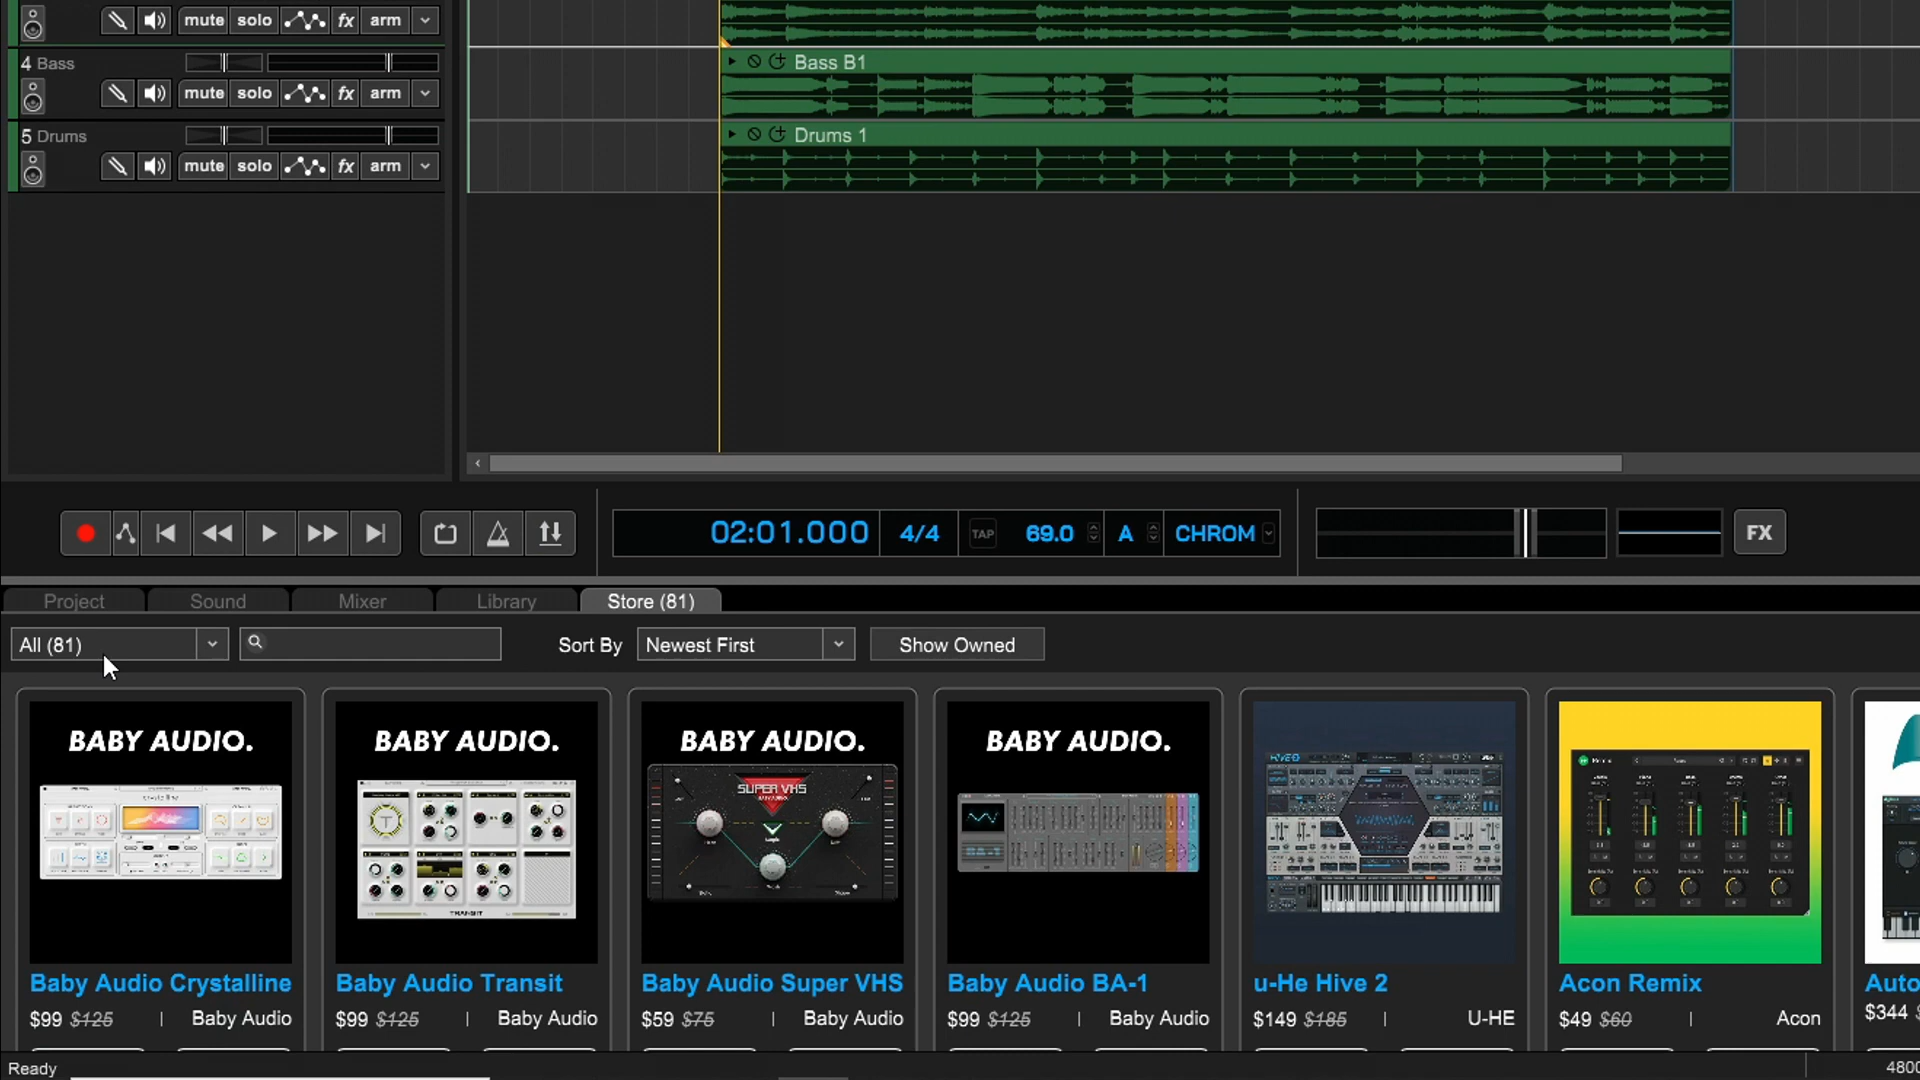 mute solo fx arm
4 Bass
mute solo fx arm
Bass B1
5 Drums
mute solo fx arm
Drums 1
02:01.000 4/4 TAP 69.0 A CHROM
FX
Project Sound Mixer Library Store (81)
All (81) Sort By Newest First Show Owned
BABY AUDIO. BABY AUDIO. BABY AUDIO. BABY AUDIO.
SUPER VHS
TRANSIT
Baby Audio Crystalline Baby Audio Transit Baby Audio Super VHS Baby Audio BA-1 u-He Hive 2 Acon Remix Auto
$99 $125 | Baby Audio $99 $125 | Baby Audio $59 $75 | Baby Audio $99 $125 | Baby Audio $149 $185 | U-HE $49 $60 | Acon $344
Ready 4800